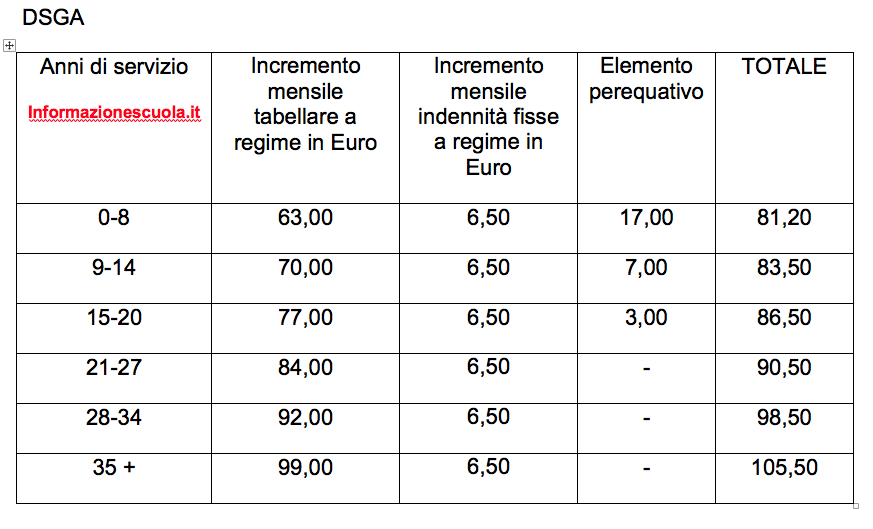 DSGA
Anni di servizio
Informazionescuola.it
Incremento
mensile
tabellare a
regime in Euro
Incremento
mensile
indennità fisse
a regime in
Euro
Elemento
perequativo
TOTALE
0-8 63,00 6,50 17,00 81,20
9-14 70,00 6,50 7,00 83,50
15-20 77,00 6,50 3,00 86,50
21-27 84,00 6,50 - 90,50
28-34 92,00 6,50 - 98,50
35 + 99,00 6,50 - 105,50